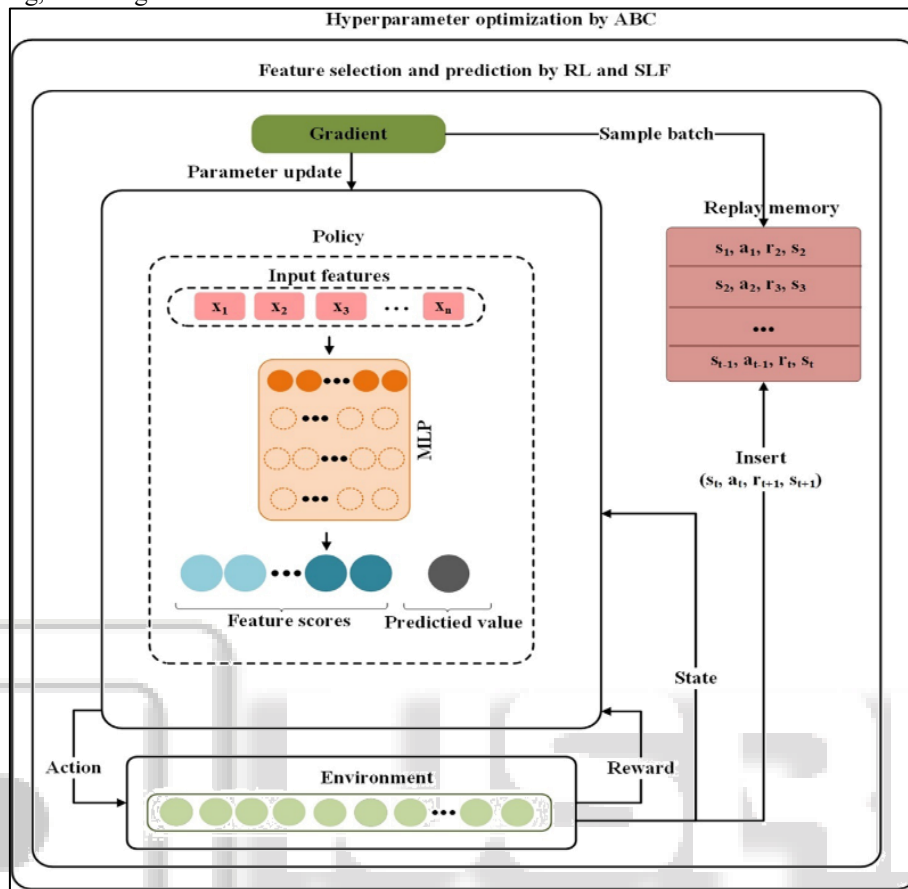 Hyperparameter optimization by ABC
Feature selection and prediction by RL and SLF
Gradient
Sample batch
Parameter update
Replay memory
Policy
Input features
x₁ x₂ x₃ ... xₙ
s₁, a₁, r₂, s₂
s₂, a₂, r₃, s₃
...
sₜ₋₁, aₜ₋₁, rₜ, sₜ
MLP
Insert
(sₜ, aₜ, rₜ₊₁, sₜ₊₁)
Feature scores
Predictied value
State
Action
Environment
Reward